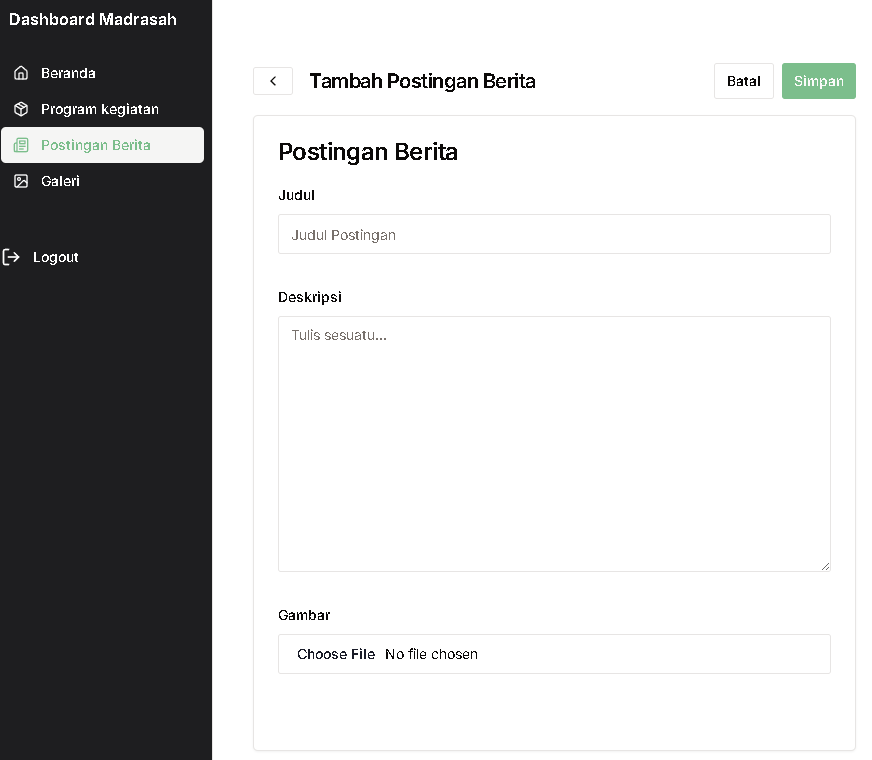 Dashboard Madrasah
Beranda
Program kegiatan
Postingan Berita
Galeri
Logout
Tambah Postingan Berita
Batal
Simpan
Postingan Berita
Judul
Judul Postingan
Deskripsi
Tulis sesuatu...
Gambar
Choose File No file chosen